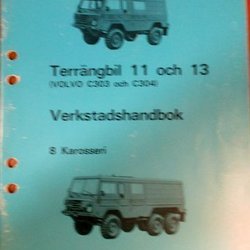 Terrängbil 11 och 13
(VOLVO C303 och C304)
Verkstadshandbok
8 Karosseri